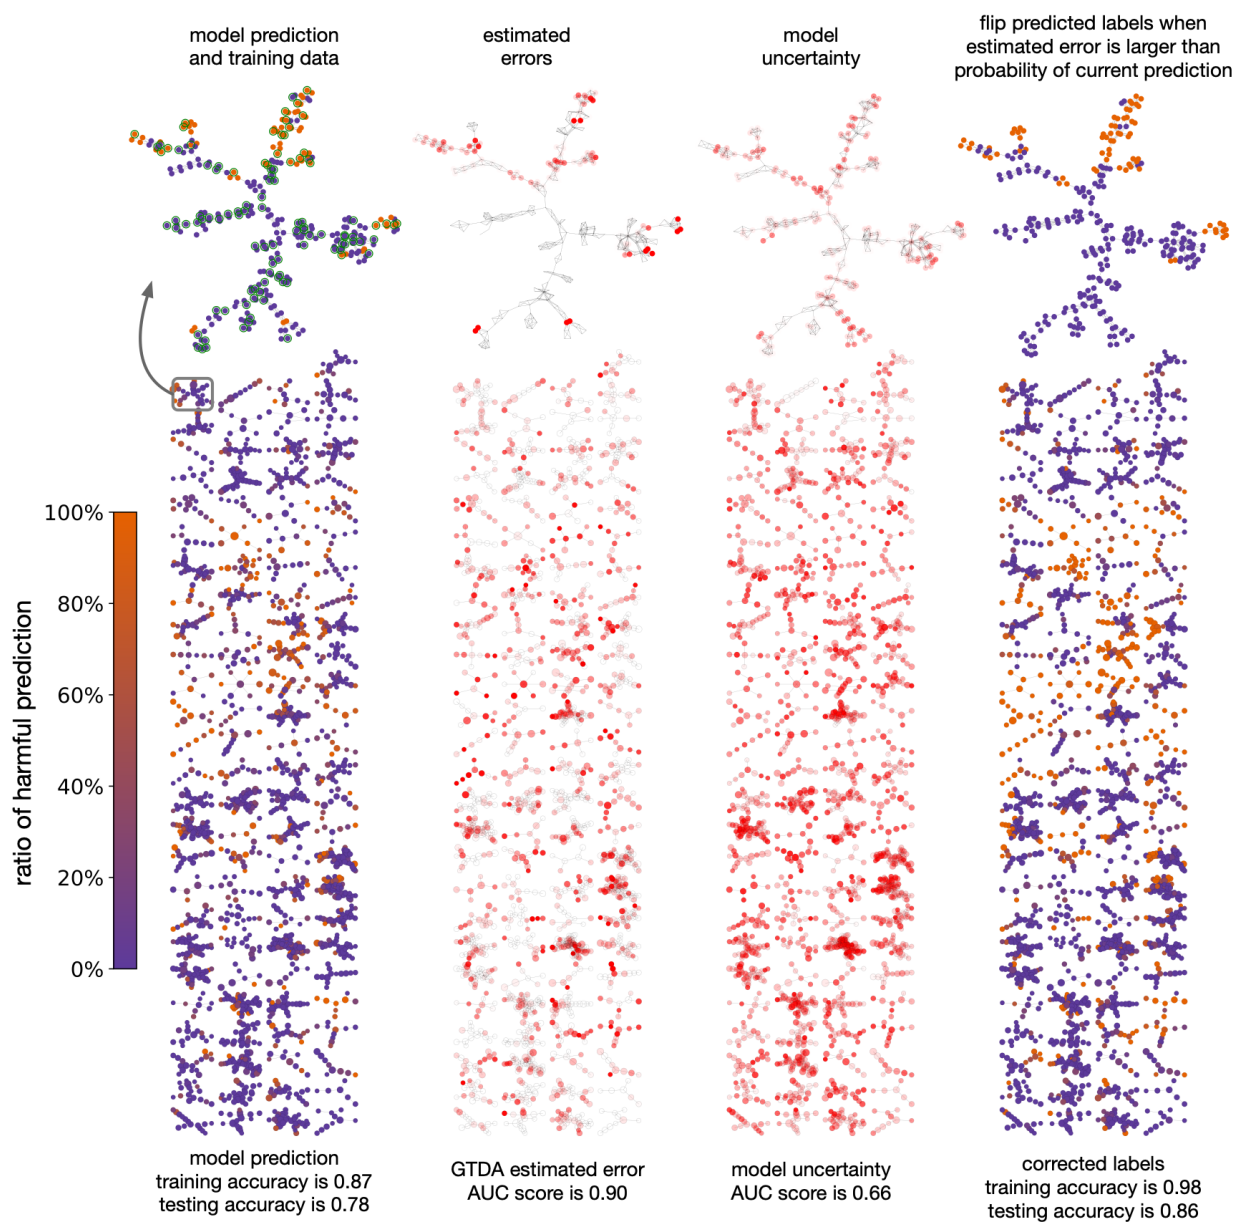 model prediction
and training data
estimated
errors
model
uncertainty
flip predicted labels when
estimated error is larger than
probability of current prediction
100%
80%
60%
40%
20%
0%
ratio of harmful prediction
model prediction
training accuracy is 0.87
testing accuracy is 0.78
GTDA estimated error
AUC score is 0.90
model uncertainty
AUC score is 0.66
corrected labels
training accuracy is 0.98
testing accuracy is 0.86